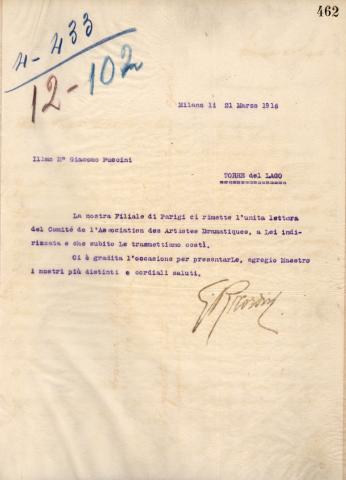 462
4-433
12-102
Milano li 21 Marzo 1916
Illmo Mº Giacomo Puccini
TORRE del LAGO
La nostra Filiale di Parigi ci rimette l'unita lettera
del Comité de l'Association des Artistes Dramatiques, a Lei indi-
rizzata e che subito Le trasmettiamo costì.
Ci è gradita l'occasione per presentarLe, egregio Maestro
i nostri più distinti e cordiali saluti.
G. Ricordi